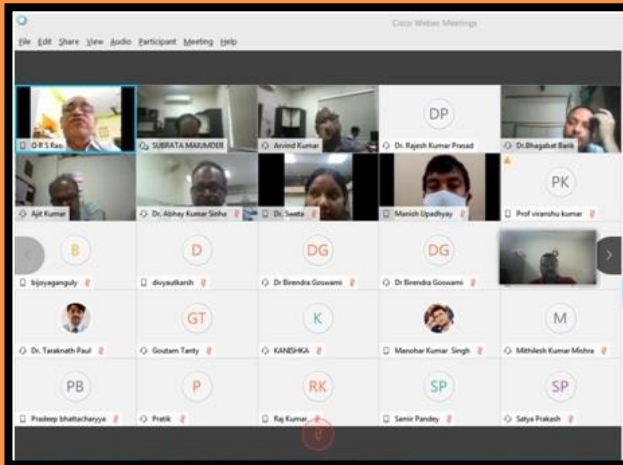 Cisco Webex Meetings
File Edit Share View Audio Participant Meeting Help
DP
O R S Rao SUBRATA MAJUMDER Arvind Kumar Dr. Rajesh Kumar Prasad Dr.Bhagabat Barik
PK
Ajit Kumar Dr. Abhay Kumar Sinha Dr. Sweta Manish Upadhyay Prof viranshu kumar
B D DG DG
bijoyaganguly divyautkarsh Dr Birendra Goswami Dr Birendra Goswami
GT K M
Dr. Taraknath Paul Goutam Tanty KANISHKA Manohar Kumar Singh Mithilesh Kumar Mishra
PB P RK SP SP
Pradeep bhattacharyya Pratik Raj Kumar Samir Pandey Satya Prakash